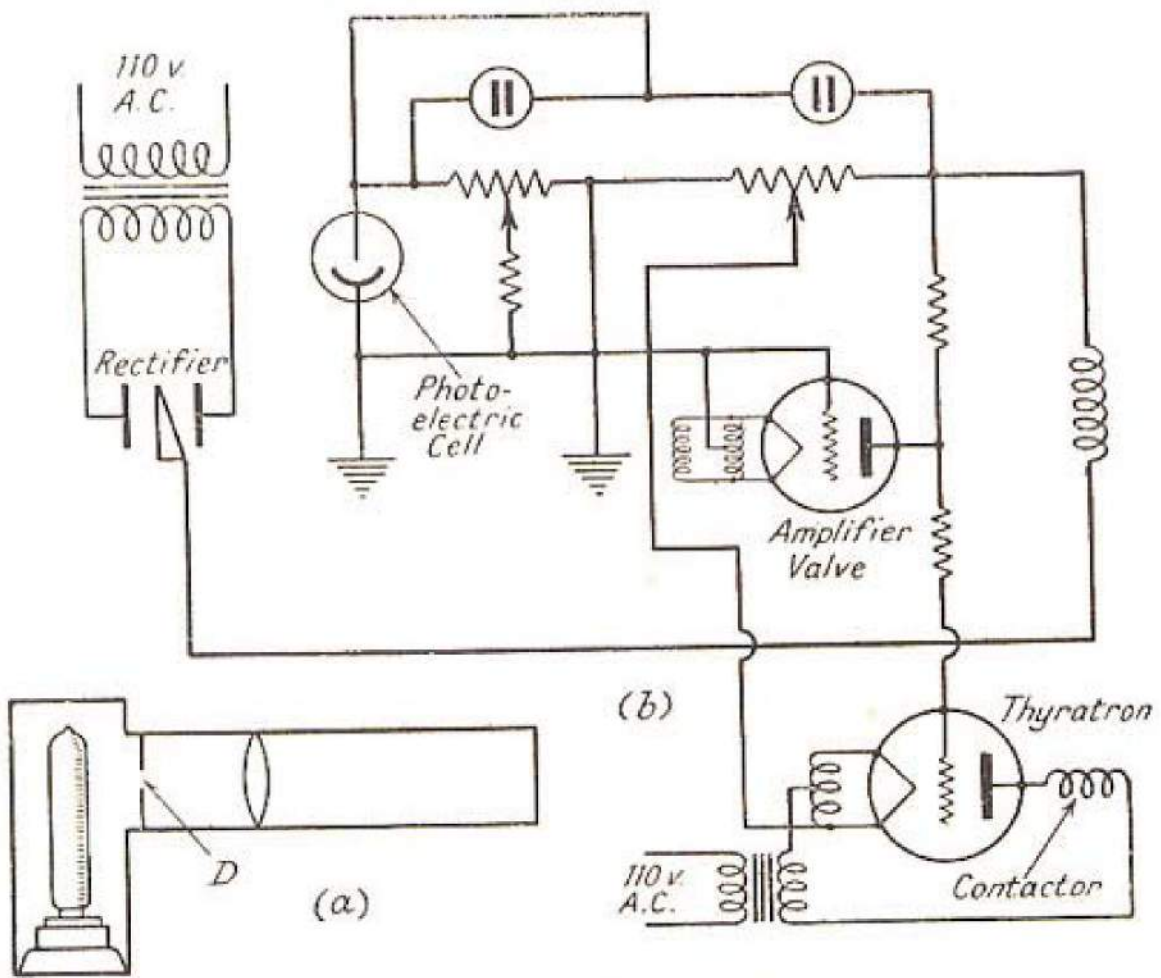 110 v.
A.C.
Rectifier
Photo-
electric
Cell
Amplifier
Valve
(b)
Thyratron
D
(a)
110 v.
A.C.
Contactor